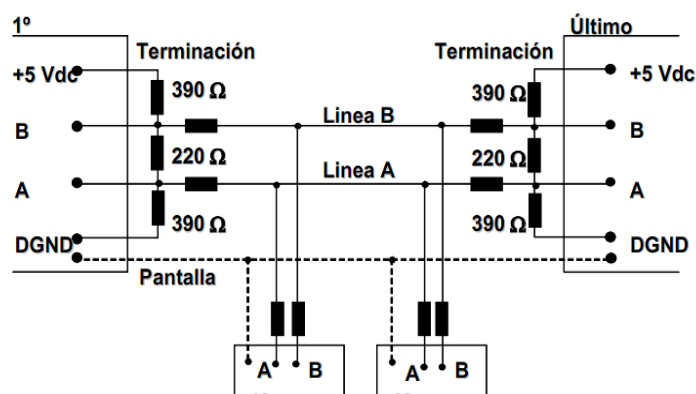 1º
Último
Terminación
Terminación
+5 Vdc
390 Ω
390 Ω
+5 Vdc
B
Linea B
B
220 Ω
220 Ω
A
Linea A
A
390 Ω
390 Ω
DGND
DGND
Pantalla
A B
A B